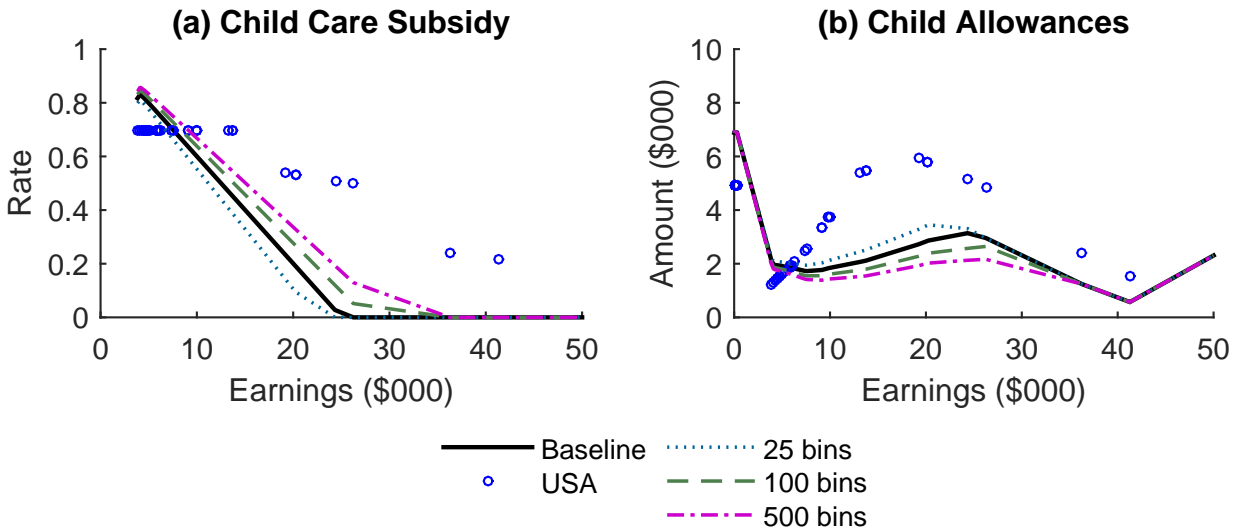 (a) Child Care Subsidy
1
0.8
0.6
0.4
0.2
0
Rate
0 10 20 30 40 50
Earnings ($000)
(b) Child Allowances
10
8
6
4
2
0
Amount ($000)
0 10 20 30 40 50
Earnings ($000)
Baseline
USA
25 bins
100 bins
500 bins